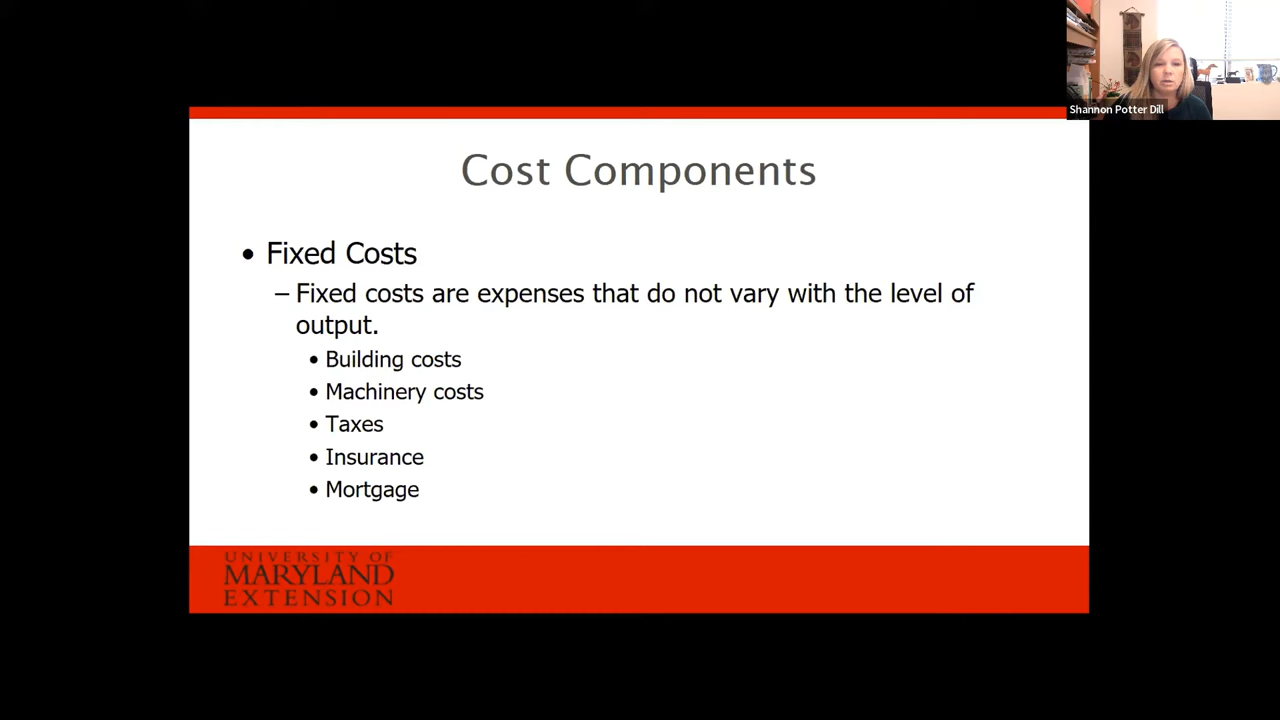 Shannon Potter Dill
Cost Components
• Fixed Costs
– Fixed costs are expenses that do not vary with the level of
output.
• Building costs
• Machinery costs
• Taxes
• Insurance
• Mortgage
UNIVERSITY OF
MARYLAND
EXTENSION